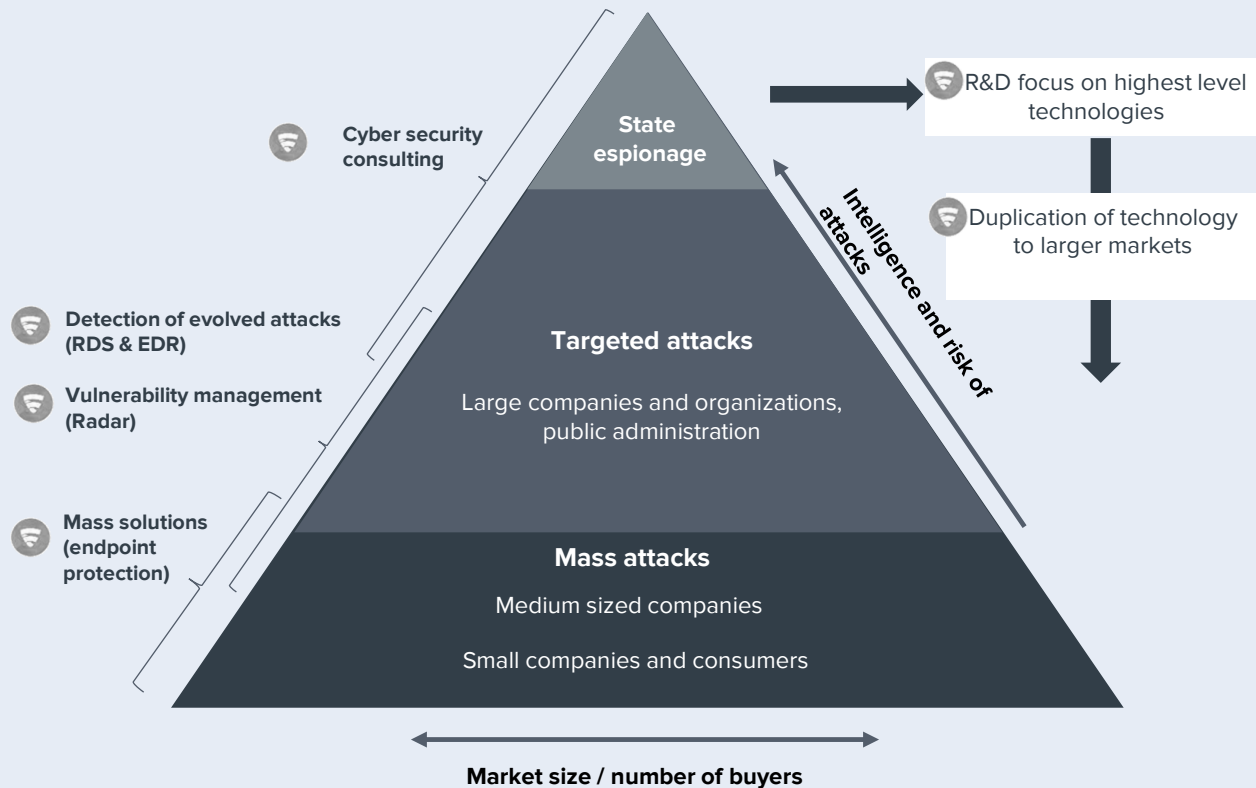 State
espionage
Cyber security
consulting
Detection of evolved attacks
(RDS & EDR)
Vulnerability management
(Radar)
Mass solutions
(endpoint
protection)
Targeted attacks
Large companies and organizations,
public administration
Mass attacks
Medium sized companies
Small companies and consumers
Intelligence and risk of
attacks
R&D focus on highest level
technologies
Duplication of technology
to larger markets
Market size / number of buyers